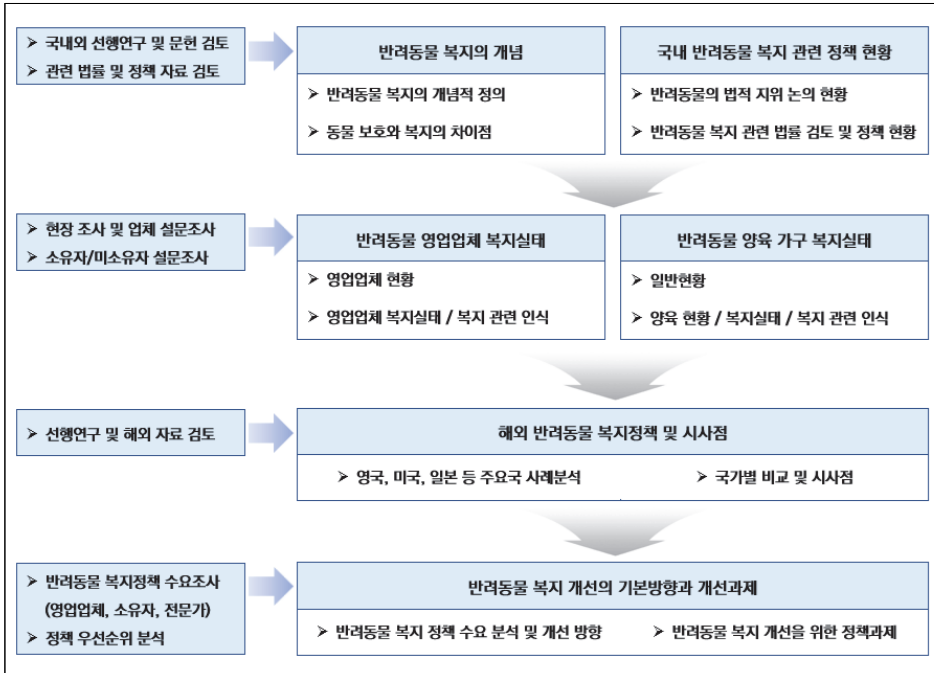 ➤ 국내외 선행연구 및 문헌 검토
➤ 관련 법률 및 정책 자료 검토
반려동물 복지의 개념
➤ 반려동물 복지의 개념적 정의
➤ 동물 보호와 복지의 차이점
국내 반려동물 복지 관련 정책 현황
➤ 반려동물의 법적 지위 논의 현황
➤ 반려동물 복지 관련 법률 검토 및 정책 현황
➤ 현장 조사 및 업체 설문조사
➤ 소유자/미소유자 설문조사
반려동물 영업업체 복지실태
➤ 영업업체 현황
➤ 영업업체 복지실태 / 복지 관련 인식
반려동물 양육 가구 복지실태
➤ 일반현황
➤ 양육 현황 / 복지실태 / 복지 관련 인식
➤ 선행연구 및 해외 자료 검토
해외 반려동물 복지정책 및 시사점
➤ 영국, 미국, 일본 등 주요국 사례분석
➤ 국가별 비교 및 시사점
➤ 반려동물 복지정책 수요조사
(영업업체, 소유자, 전문가)
➤ 정책 우선순위 분석
반려동물 복지 개선의 기본방향과 개선과제
➤ 반려동물 복지 정책 수요 분석 및 개선 방향
➤ 반려동물 복지 개선을 위한 정책과제